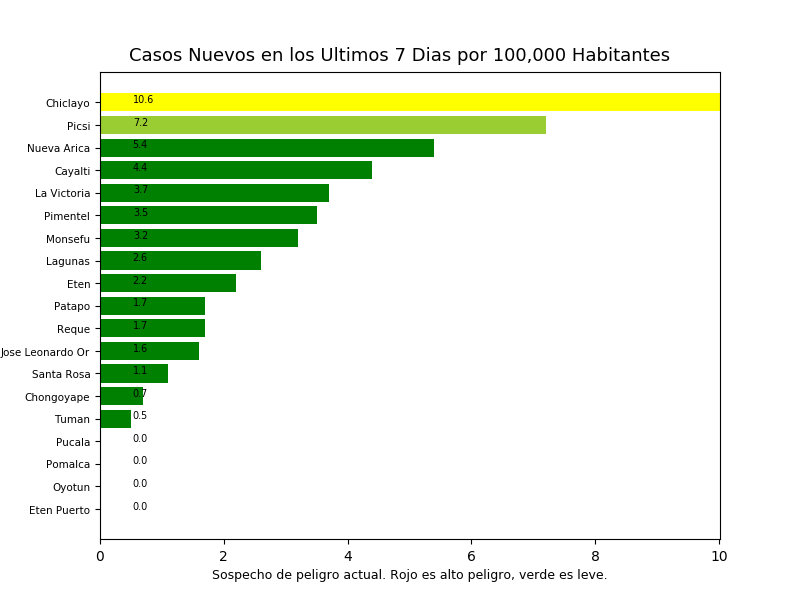 Casos Nuevos en los Ultimos 7 Dias por 100,000 Habitantes
Chiclayo 10.6
Picsi 7.2
Nueva Arica 5.4
Cayalti 4.4
La Victoria 3.7
Pimentel 3.5
Monsefu 3.2
Lagunas 2.6
Eten 2.2
Patapo 1.7
Reque 1.7
Jose Leonardo Or 1.6
Santa Rosa 1.1
Chongoyape 0.7
Tuman 0.5
Pucala 0.0
Pomalca 0.0
Oyotun 0.0
Eten Puerto 0.0
0 2 4 6 8 10
Sospecho de peligro actual. Rojo es alto peligro, verde es leve.